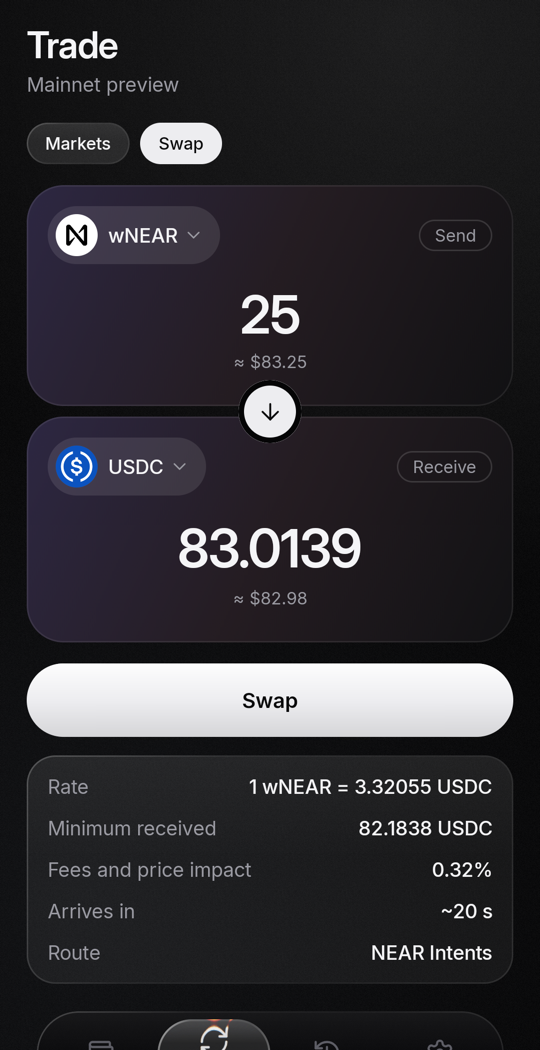 Trade
Mainnet preview
Markets Swap
wNEAR Send
25
≈ $83.25
USDC Receive
83.0139
≈ $82.98
Swap
Rate 1 wNEAR = 3.32055 USDC
Minimum received 82.1838 USDC
Fees and price impact 0.32%
Arrives in ~20 s
Route NEAR Intents